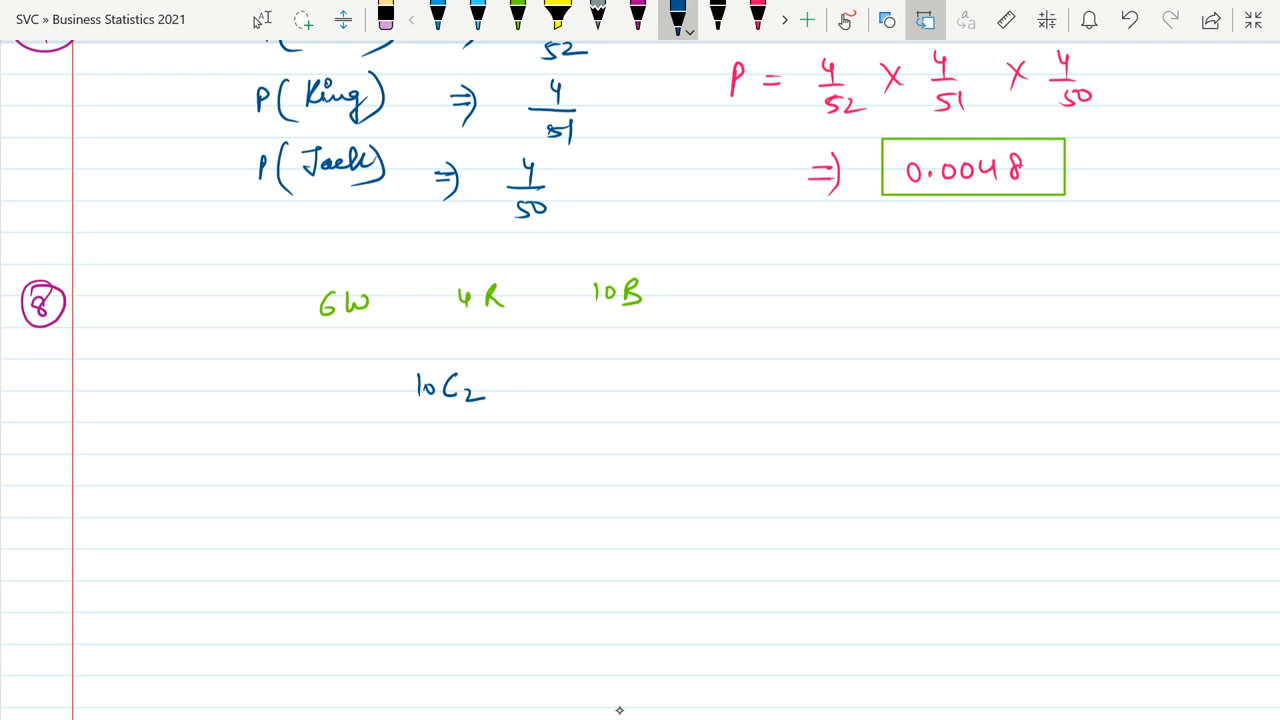 SVC » Business Statistics 2021
52
P = 4/52 X 4/51 X 4/50
P(King) ⇒ 4/51
P(Jack) ⇒ 4/50
⇒ 0.0048
8 6W 4R 10B
10C2